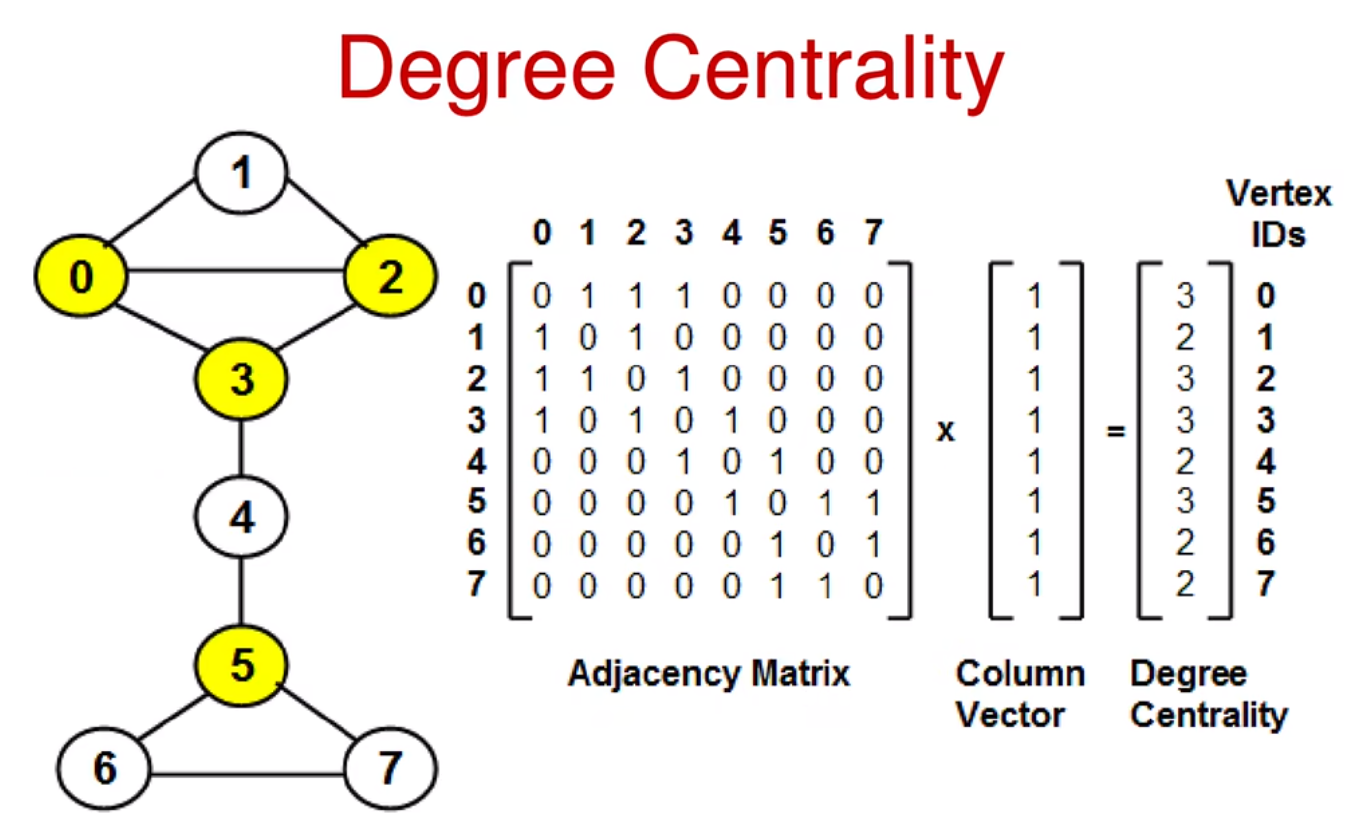 Degree Centrality
1
0
2
3
4
5
6
7
Vertex
IDs
0 1 2 3 4 5 6 7
0 0 1 1 1 0 0 0 0 1 3 0
1 1 0 1 0 0 0 0 0 1 2 1
2 1 1 0 1 0 0 0 0 1 3 2
3 1 0 1 0 1 0 0 0 1 3 3
x =
4 0 0 0 1 0 1 0 0 1 2 4
5 0 0 0 0 1 0 1 1 1 3 5
6 0 0 0 0 0 1 0 1 1 2 6
7 0 0 0 0 0 1 1 0 1 2 7
Adjacency Matrix
Column
Vector
Degree
Centrality